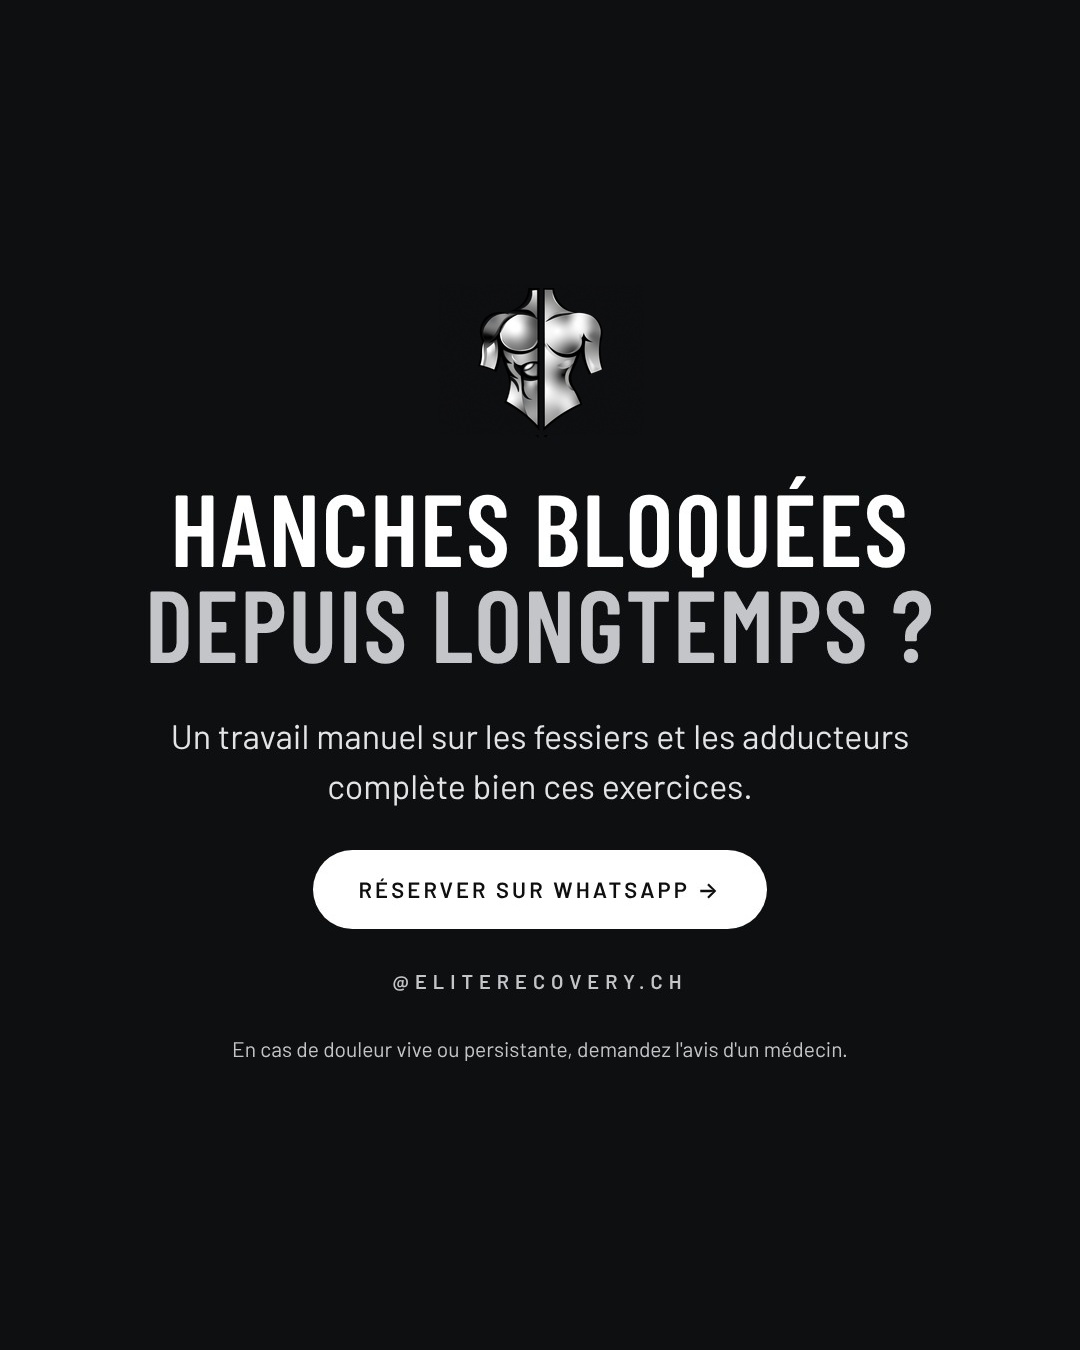 HANCHES BLOQUÉES
DEPUIS LONGTEMPS ?
Un travail manuel sur les fessiers et les adducteurs
complète bien ces exercices.
RÉSERVER SUR WHATSAPP →
@ELITERECOVERY.CH
En cas de douleur vive ou persistante, demandez l'avis d'un médecin.